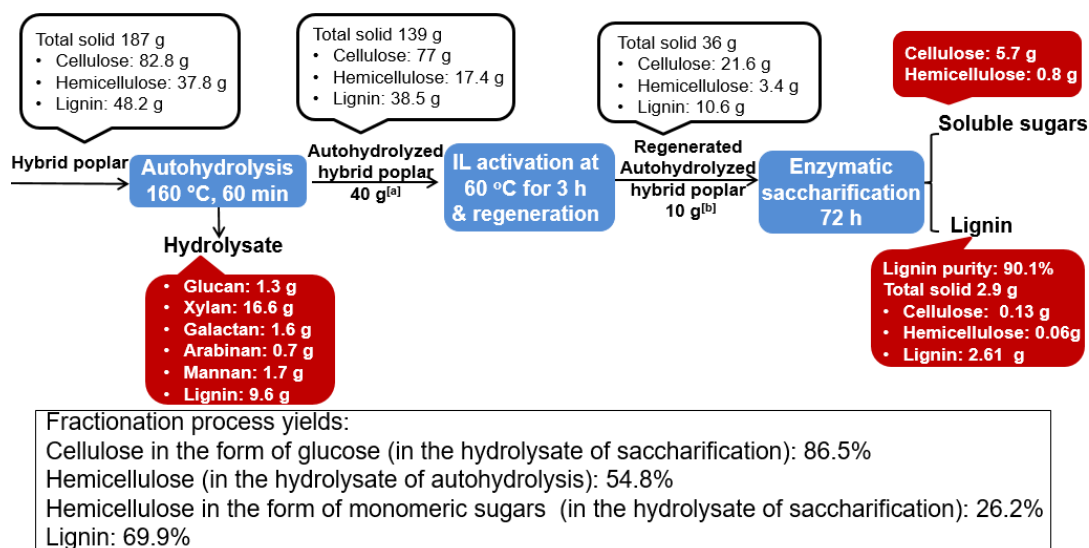 Total solid 187 g
• Cellulose: 82.8 g
• Hemicellulose: 37.8 g
• Lignin: 48.2 g
Total solid 139 g
• Cellulose: 77 g
• Hemicellulose: 17.4 g
• Lignin: 38.5 g
Total solid 36 g
• Cellulose: 21.6 g
• Hemicellulose: 3.4 g
• Lignin: 10.6 g
Cellulose: 5.7 g
Hemicellulose: 0.8 g
Hybrid poplar
Autohydrolysis
160 °C, 60 min
Autohydrolyzed
hybrid poplar
40 g[a]
IL activation at
60 °C for 3 h
& regeneration
Regenerated
Autohydrolyzed
hybrid poplar
10 g[b]
Enzymatic
saccharification
72 h
Soluble sugars
Lignin
Hydrolysate
• Glucan: 1.3 g
• Xylan: 16.6 g
• Galactan: 1.6 g
• Arabinan: 0.7 g
• Mannan: 1.7 g
• Lignin: 9.6 g
Lignin purity: 90.1%
Total solid 2.9 g
• Cellulose: 0.13 g
• Hemicellulose: 0.06g
• Lignin: 2.61 g
Fractionation process yields:
Cellulose in the form of glucose (in the hydrolysate of saccharification): 86.5%
Hemicellulose (in the hydrolysate of autohydrolysis): 54.8%
Hemicellulose in the form of monomeric sugars (in the hydrolysate of saccharification): 26.2%
Lignin: 69.9%